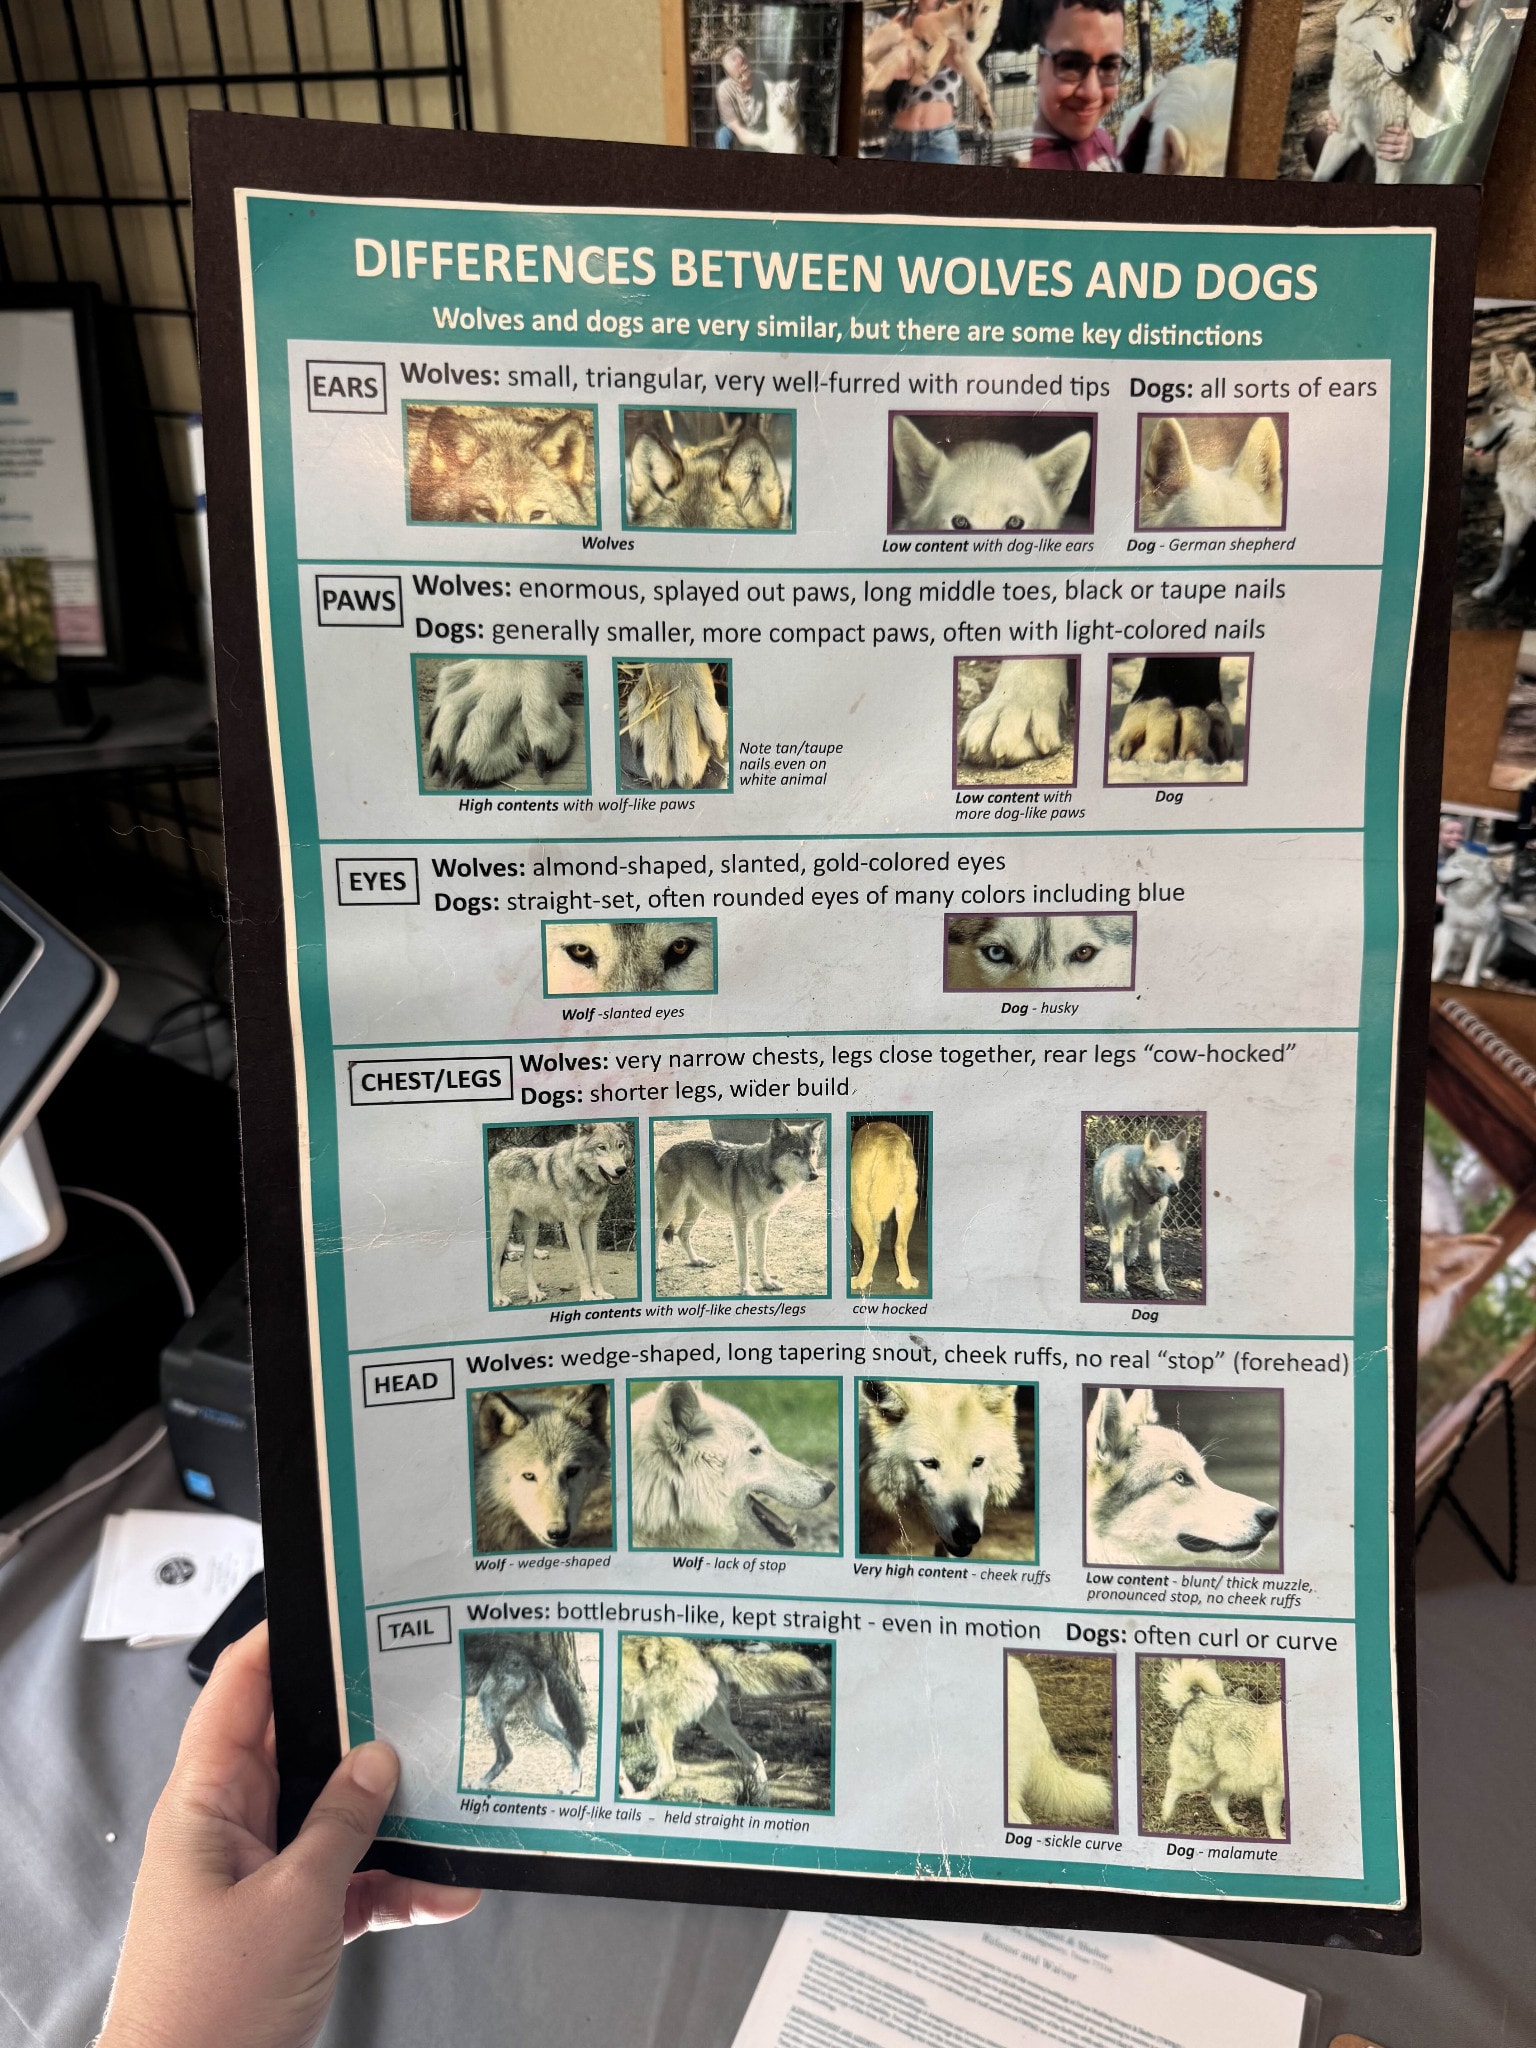 DIFFERENCES BETWEEN WOLVES AND DOGS
Wolves and dogs are very similar, but there are some key distinctions
EARS
Wolves: small, triangular, very well-furred with rounded tips
Dogs: all sorts of ears
Wolves
Low content with dog-like ears
Dog - German shepherd
PAWS
Wolves: enormous, splayed out paws, long middle toes, black or taupe nails
Dogs: generally smaller, more compact paws, often with light-colored nails
Note tan/taupe
nails even on
white animal
High contents with wolf-like paws
Low content with
more dog-like paws
Dog
EYES
Wolves: almond-shaped, slanted, gold-colored eyes
Dogs: straight-set, often rounded eyes of many colors including blue
Wolf -slanted eyes
Dog - husky
CHEST/LEGS
Wolves: very narrow chests, legs close together, rear legs “cow-hocked”
Dogs: shorter legs, wider build
High contents with wolf-like chests/legs
cow hocked
Dog
HEAD
Wolves: wedge-shaped, long tapering snout, cheek ruffs, no real “stop” (forehead)
Wolf - wedge-shaped
Wolf - lack of stop
Very high content - cheek ruffs
Low content - blunt/ thick muzzle,
pronounced stop, no cheek ruffs
TAIL
Wolves: bottlebrush-like, kept straight - even in motion
Dogs: often curl or curve
High contents - wolf-like tails - held straight in motion
Dog - sickle curve
Dog - malamute
Release and Waiver